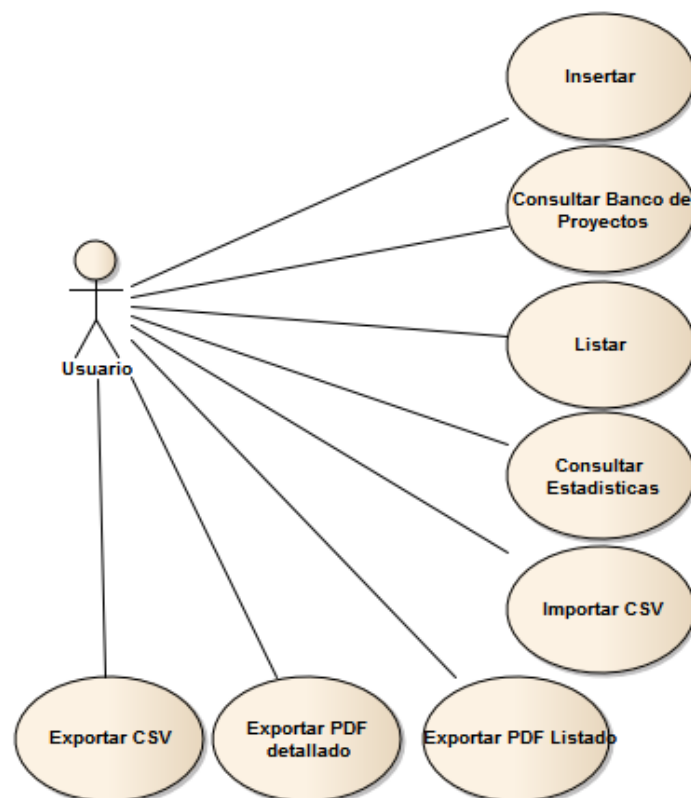 Insertar
Consultar Banco de
Proyectos
Usuario
Listar
Consultar
Estadisticas
Importar CSV
Exportar CSV
Exportar PDF
detallado
Exportar PDF Listado